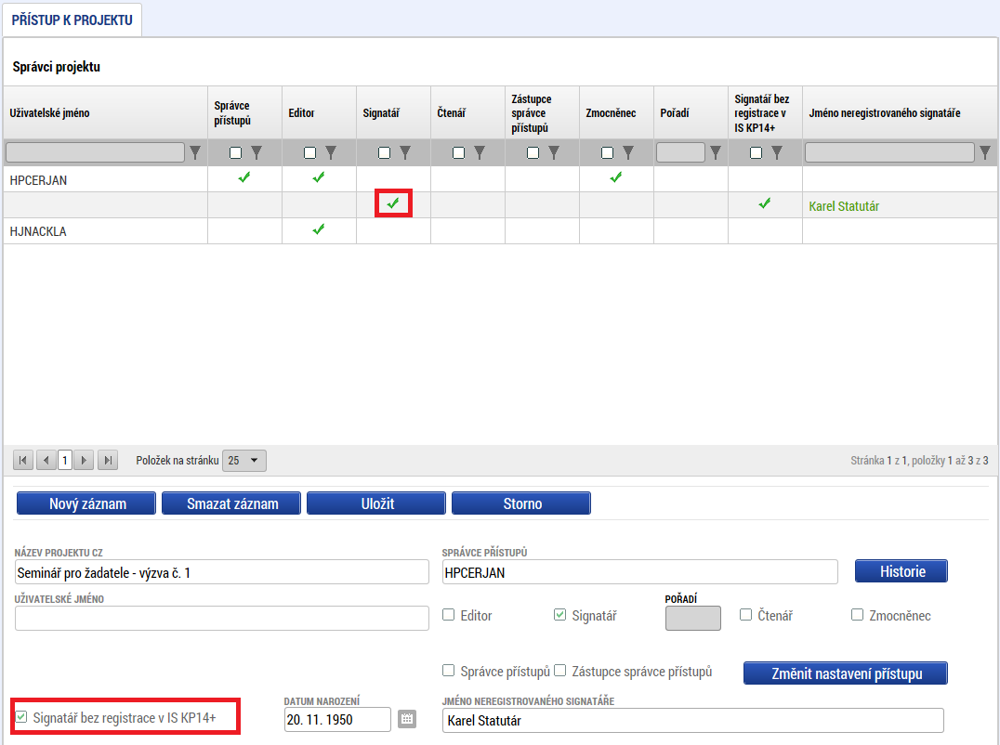 PŘÍSTUP K PROJEKTU
Správci projektu
Uživatelské jméno
Správce přístupů
Editor
Signatář
Čtenář
Zástupce správce přístupů
Zmocněnec
Pořadí
Signatář bez registrace v IS KP14+
Jméno neregistrovaného signatáře
HPCERJAN
Karel Statutár
HJNACKLA
1
Položek na stránku 25
Stránka 1 z 1, položky 1 až 3 z 3
Nový záznam Smazat záznam Uložit Storno
NÁZEV PROJEKTU CZ
SPRÁVCE PŘÍSTUPŮ
Seminář pro žadatele - výzva č. 1
HPCERJAN
Historie
UŽIVATELSKÉ JMÉNO
POŘADÍ
Editor Signatář Čtenář Zmocněnec
Správce přístupů Zástupce správce přístupů Změnit nastavení přístupu
DATUM NAROZENÍ
JMÉNO NEREGISTROVANÉHO SIGNATÁŘE
Signatář bez registrace v IS KP14+
20. 11. 1950
Karel Statutár